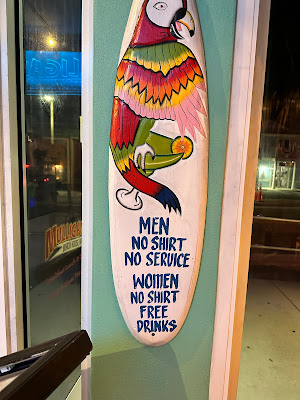 MEN
NO SHIRT
NO SERVICE
WOMEN
NO SHIRT
FREE
DRINKS